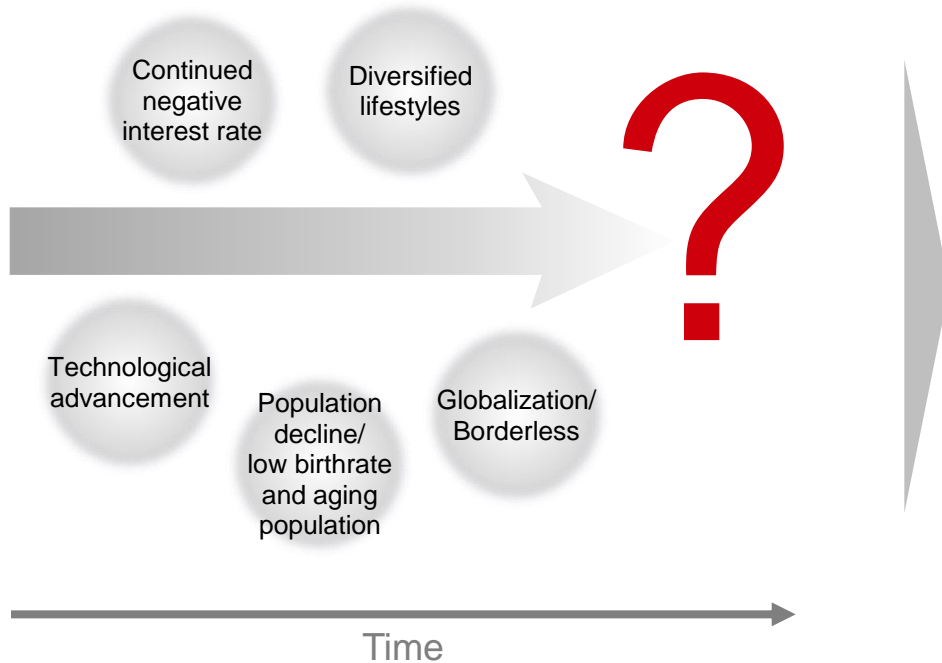 Continued
negative
interest rate
Diversified
lifestyles
?
Technological
advancement
Population
decline/
low birthrate
and aging
population
Globalization/
Borderless
Time